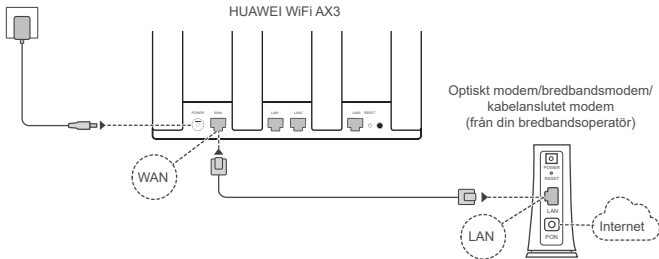 HUAWEI WiFi AX3
Optiskt modem/bredbandsmodem/
kabelanslutet modem
(från din bredbandsoperatör)
POWER
WAN
LAN1
LAN2
LAN3
RESET
WAN
POWER
RESET
LAN
PON
LAN
Internet